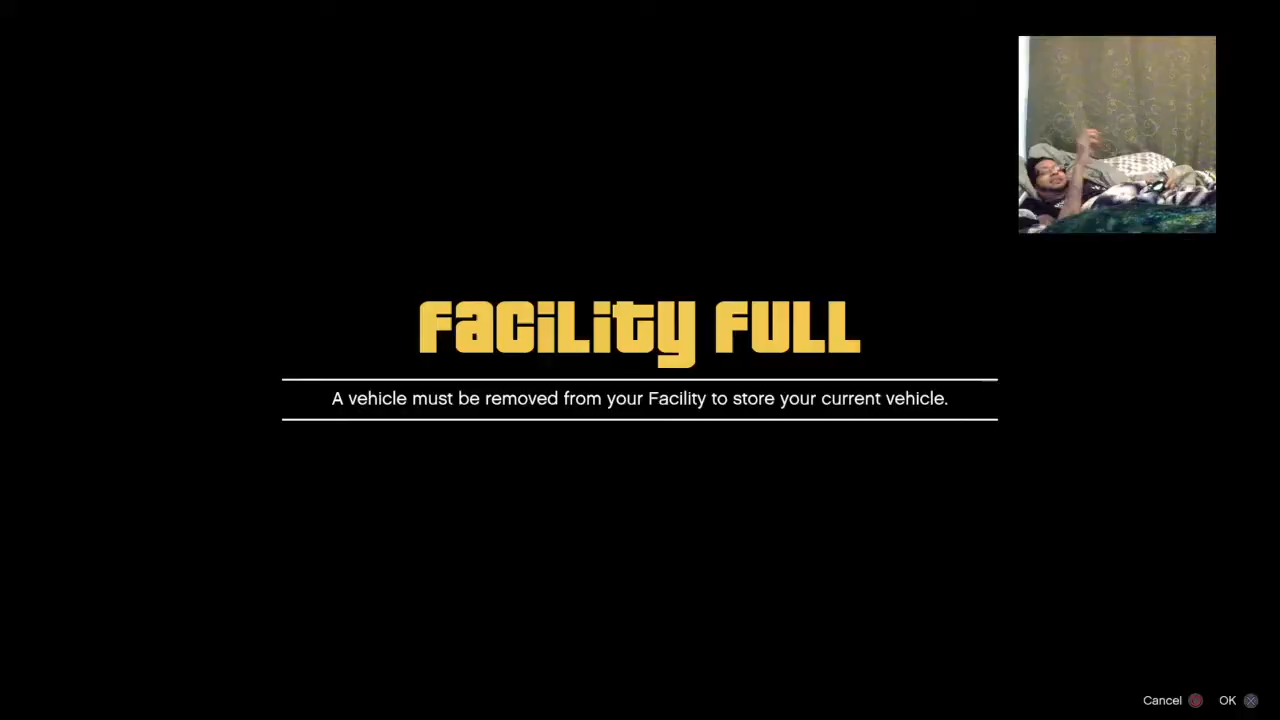 FaciLity FULL
A vehicle must be removed from your Facility to store your current vehicle.
Cancel OK